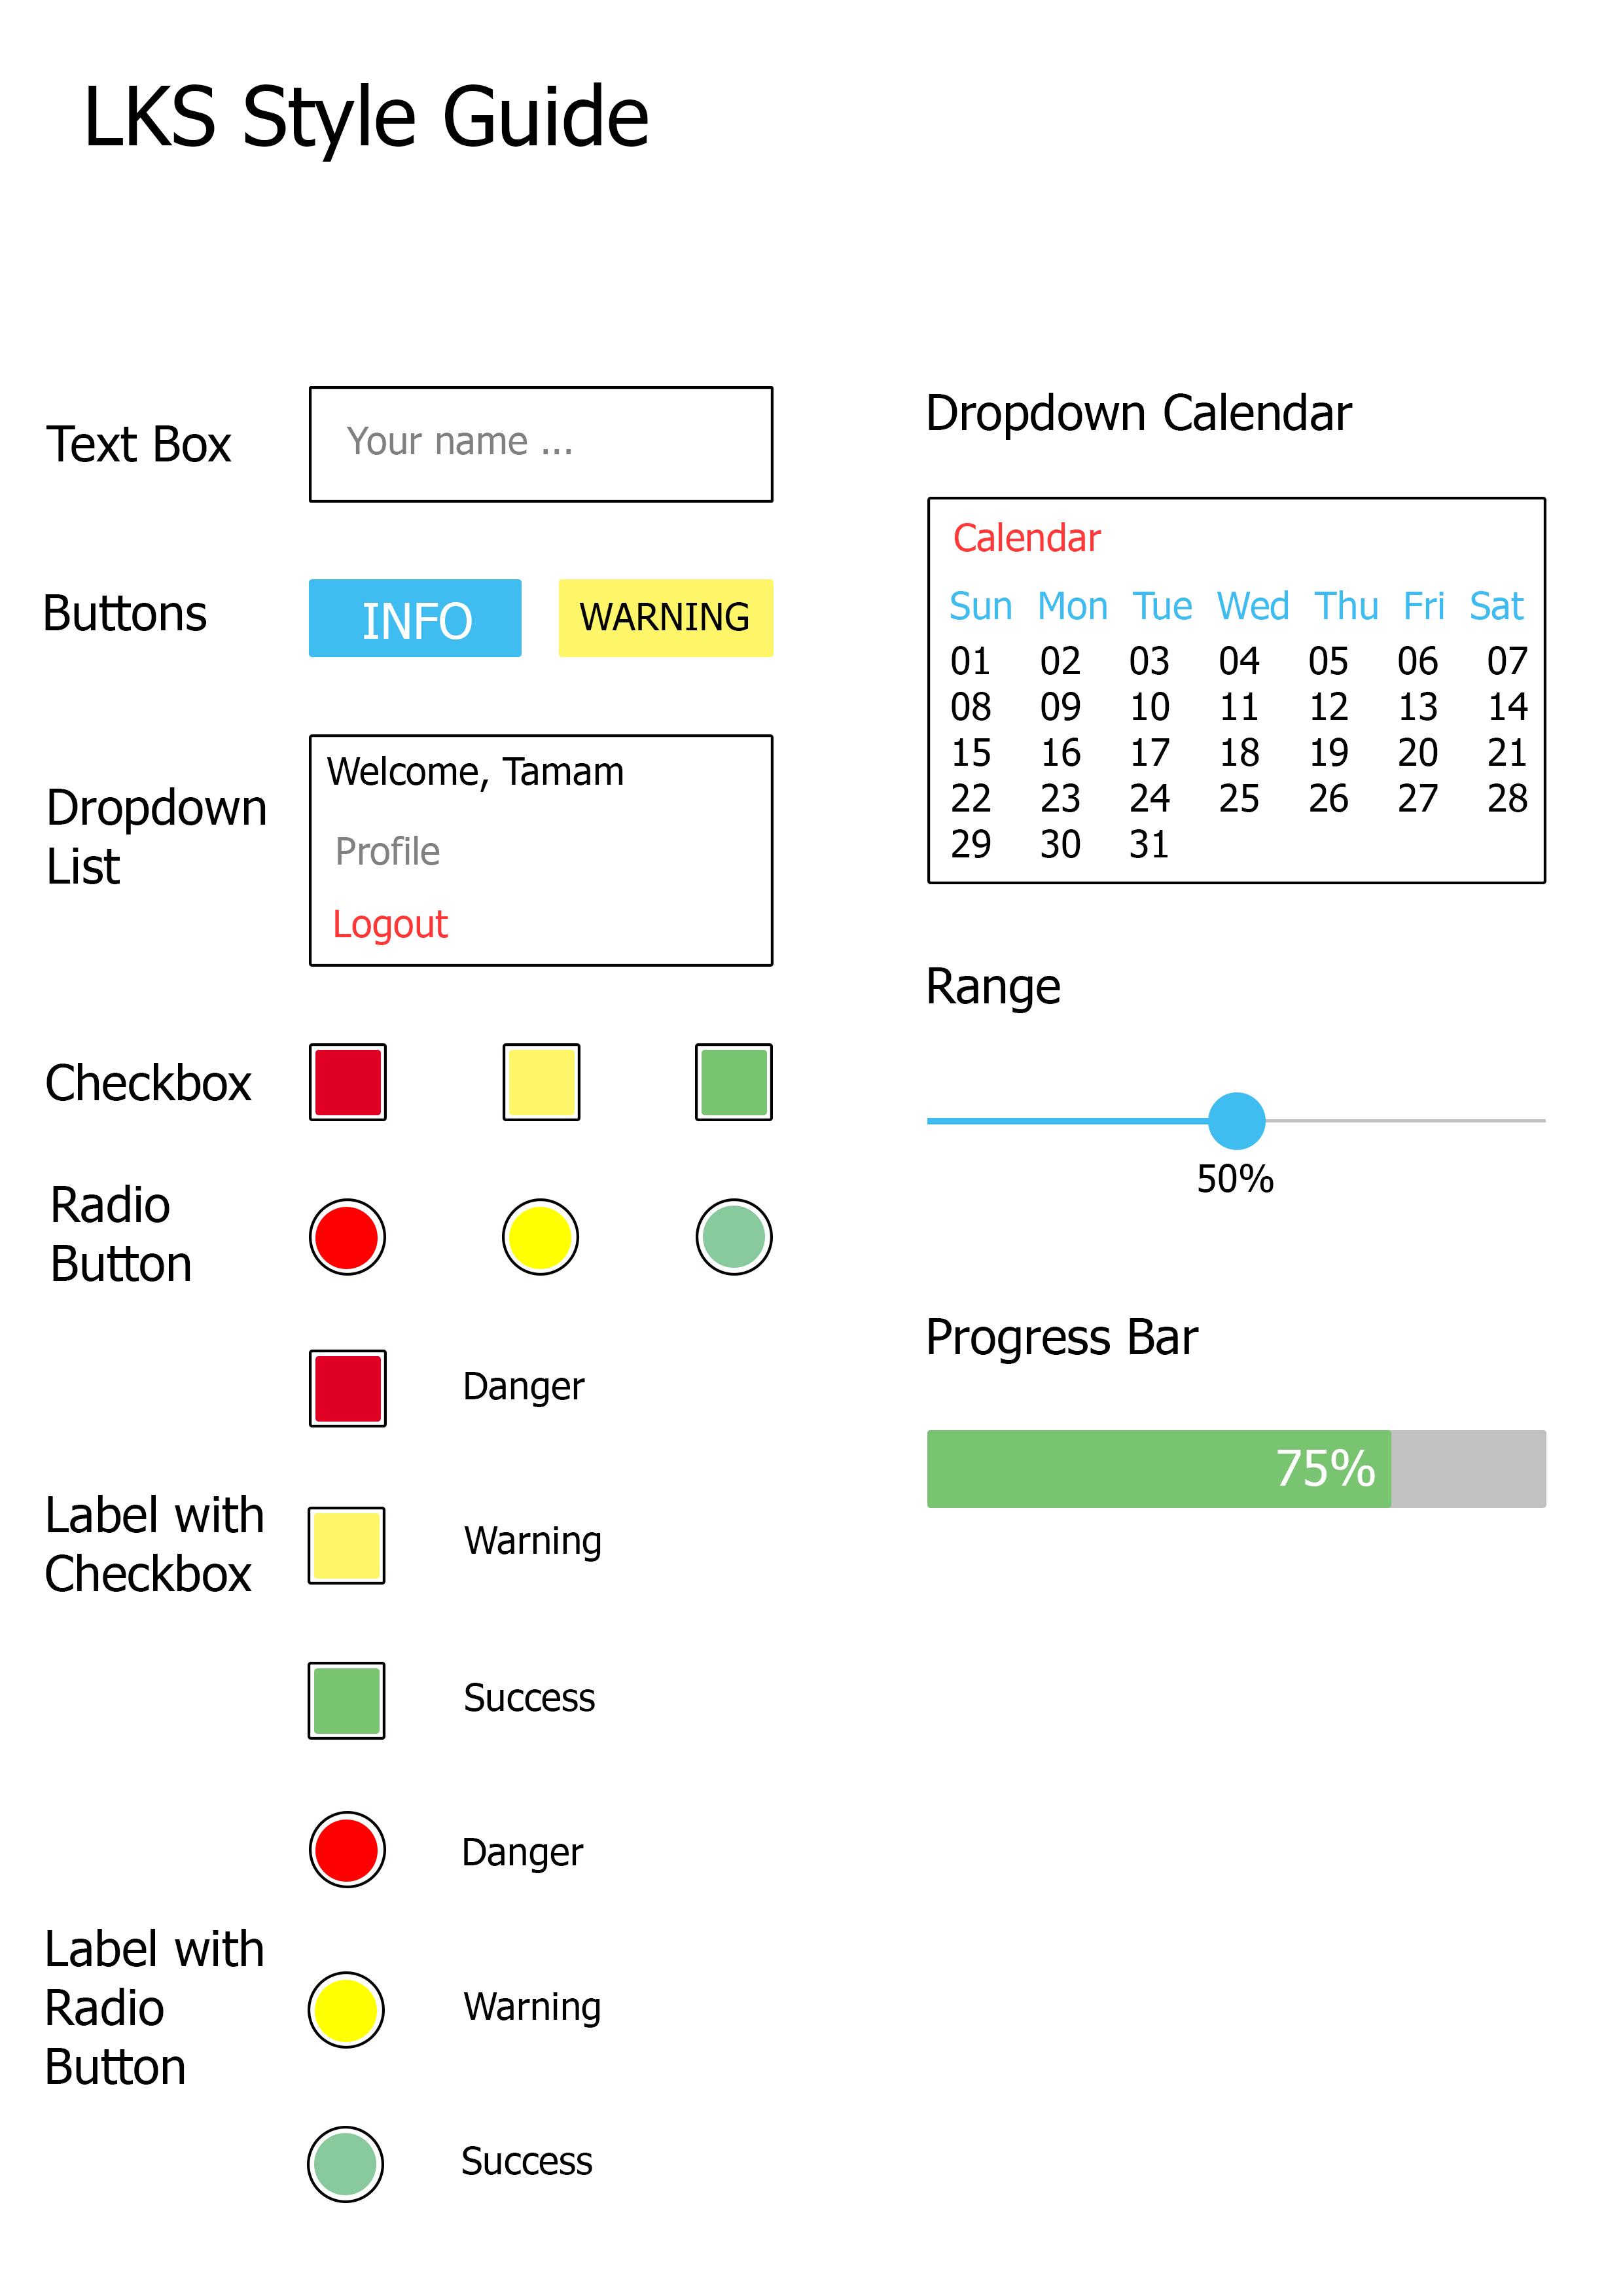 LKS Style Guide
Text Box
Your name ...
Buttons
INFO
WARNING
Dropdown
List
Welcome, Tamam
Profile
Logout
Checkbox
Radio
Button
Danger
Label with
Checkbox
Warning
Success
Danger
Label with
Radio
Button
Warning
Success
Dropdown Calendar
Calendar
Sun Mon Tue Wed Thu Fri Sat
01 02 03 04 05 06 07
08 09 10 11 12 13 14
15 16 17 18 19 20 21
22 23 24 25 26 27 28
29 30 31
Range
50%
Progress Bar
75%